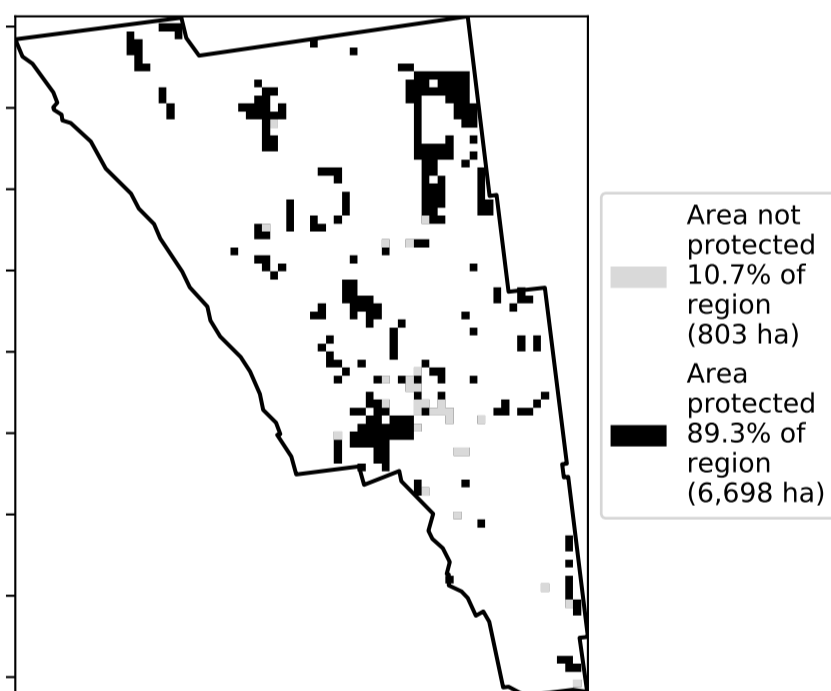 Area not
protected
10.7% of
region
(803 ha)
Area
protected
89.3% of
region
(6,698 ha)